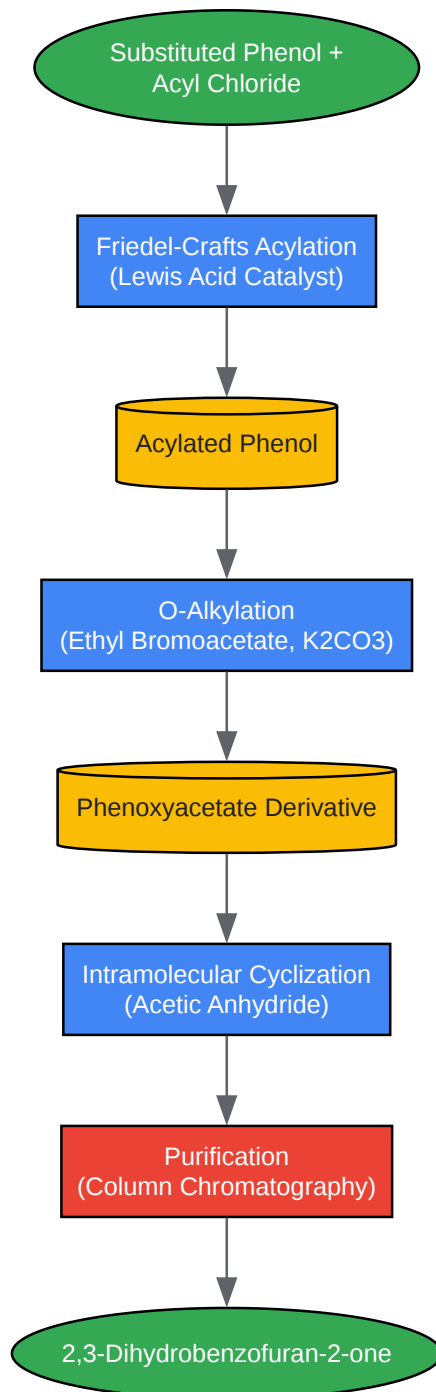 Substituted Phenol +
Acyl Chloride
Friedel-Crafts Acylation
(Lewis Acid Catalyst)
Acylated Phenol
O-Alkylation
(Ethyl Bromoacetate, K2CO3)
Phenoxyacetate Derivative
Intramolecular Cyclization
(Acetic Anhydride)
Purification
(Column Chromatography)
2,3-Dihydrobenzofuran-2-one